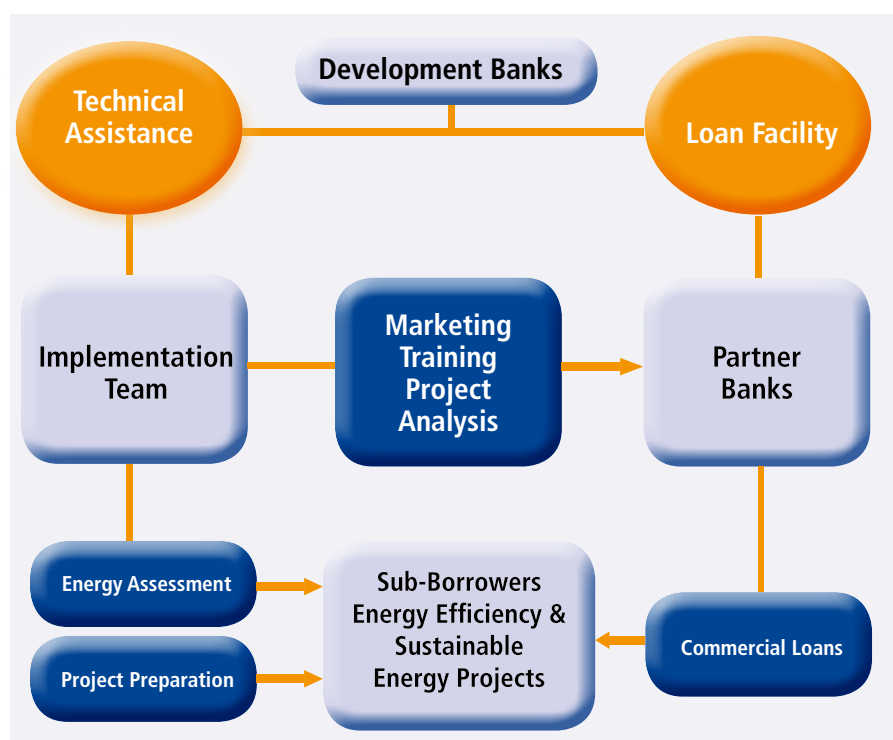 Development Banks
Technical
Assistance
Loan Facility
Implementation
Team
Marketing
Training
Project
Analysis
Partner
Banks
Energy Assessment
Project Preparation
Sub-Borrowers
Energy Efficiency &
Sustainable
Energy Projects
Commercial Loans